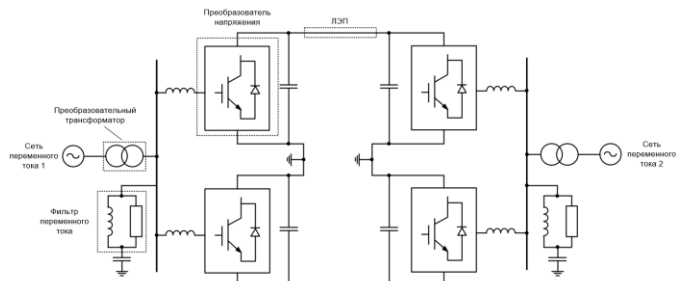 Преобразователь
напряжения
ЛЭП
Преобразовательный
трансформатор
Сеть
переменного
тока 1
Сеть
переменного
тока 2
Фильтр
переменного
тока